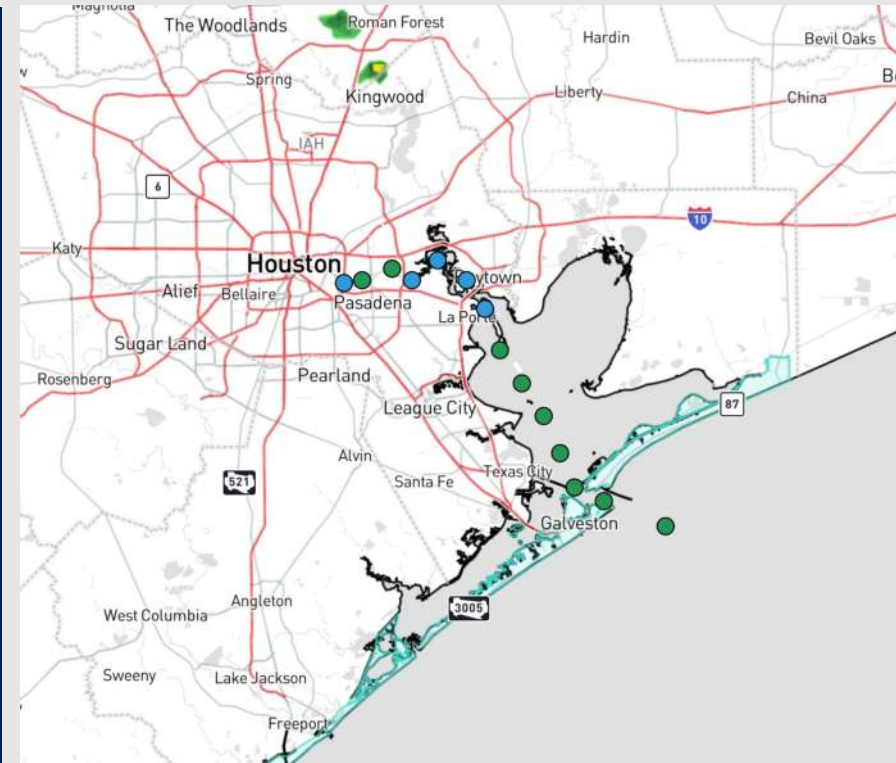 Magnolia
The Woodlands
Roman Forest
Hardin
Bevil Oaks
Spring
Kingwood
Liberty
China
IAH
6
10
Katy
Houston
Baytown
Alief
Bellaire
Pasadena
La Porte
Sugar Land
Rosenberg
Pearland
League City
87
Alvin
Texas City
521
Santa Fe
Galveston
3005
Angleton
West Columbia
Sweeny
Lake Jackson
Freeport